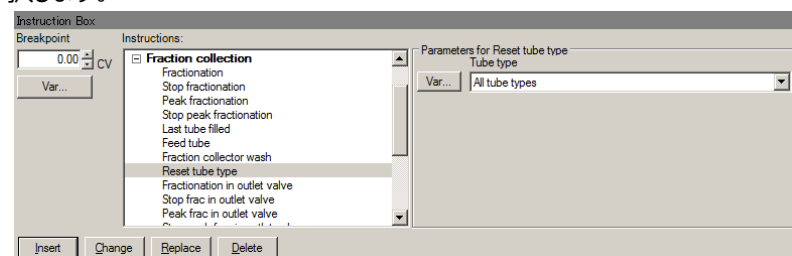 Instruction Box
Breakpoint
Instructions:
0.00
CV
Var...
Fraction collection
Fractionation
Stop fractionation
Peak fractionation
Stop peak fractionation
Last tube filled
Feed tube
Fraction collector wash
Reset tube type
Fractionation in outlet valve
Stop frac in outlet valve
Peak frac in outlet valve
Parameters for Reset tube type
Tube type
Var...
All tube types
Insert
Change
Replace
Delete